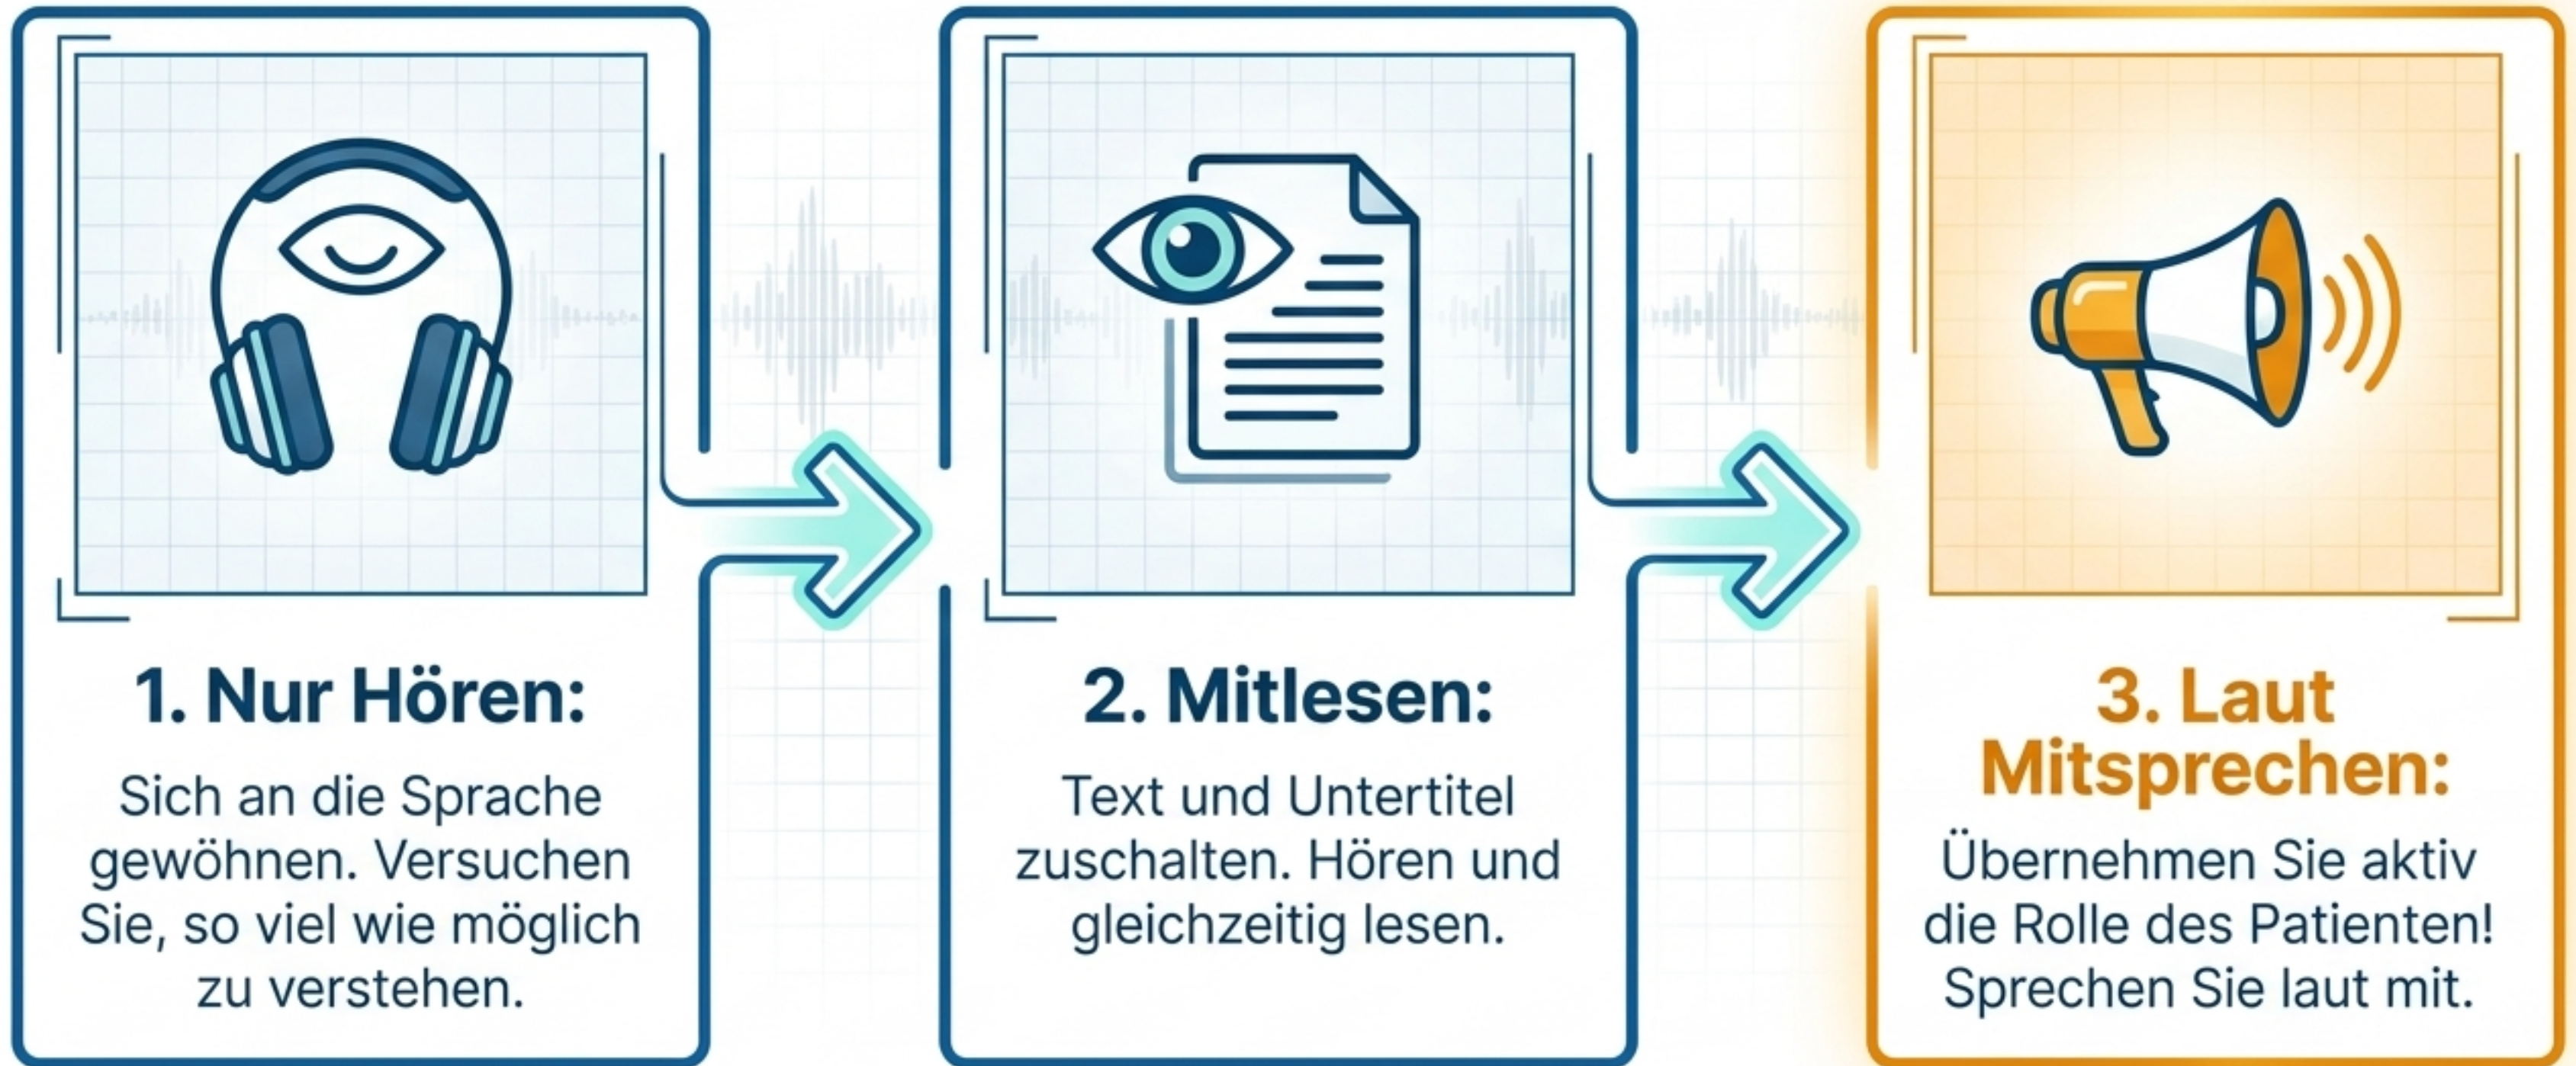 1. Nur Hören:
Sich an die Sprache
gewöhnen. Versuchen
Sie, so viel wie möglich
zu verstehen.
2. Mitlesen:
Text und Untertitel
zuschalten. Hören und
gleichzeitig lesen.
3. Laut
Mitsprechen:
Übernehmen Sie aktiv
die Rolle des Patienten!
Sprechen Sie laut mit.